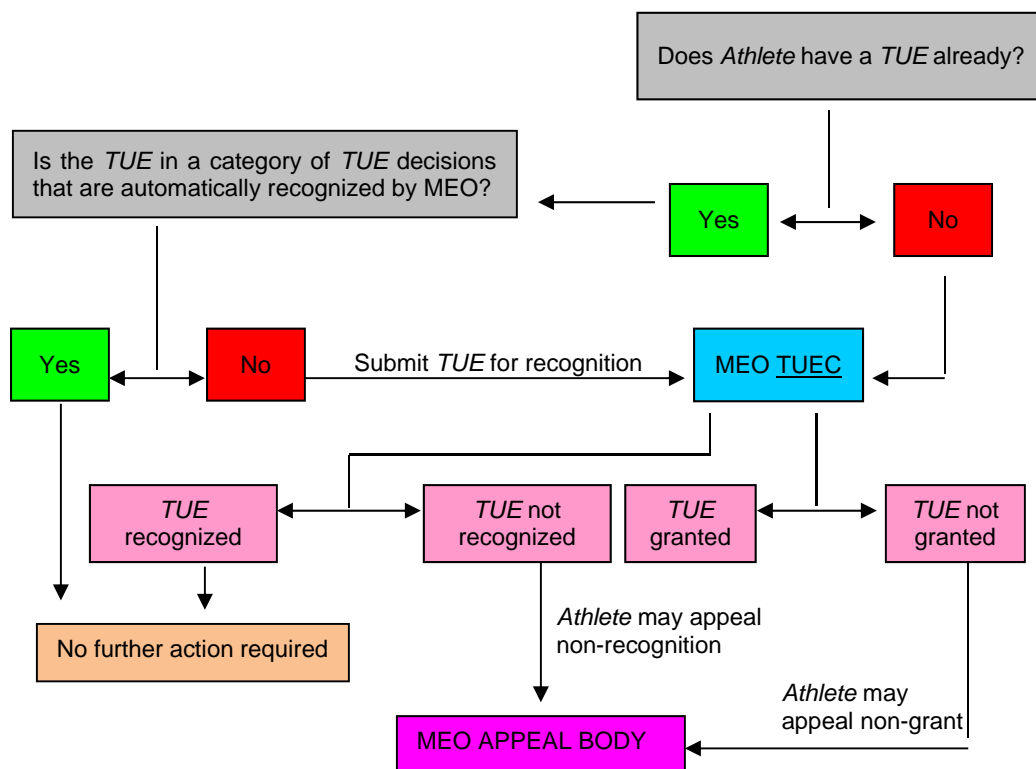 Does Athlete have a TUE already?
Is the TUE in a category of TUE decisions
that are automatically recognized by MEO?
Yes
No
Yes
No
Submit TUE for recognition
MEO TUEC
TUE
recognized
TUE not
recognized
TUE
granted
TUE not
granted
Athlete may appeal
non-recognition
No further action required
Athlete may
appeal non-grant
MEO APPEAL BODY